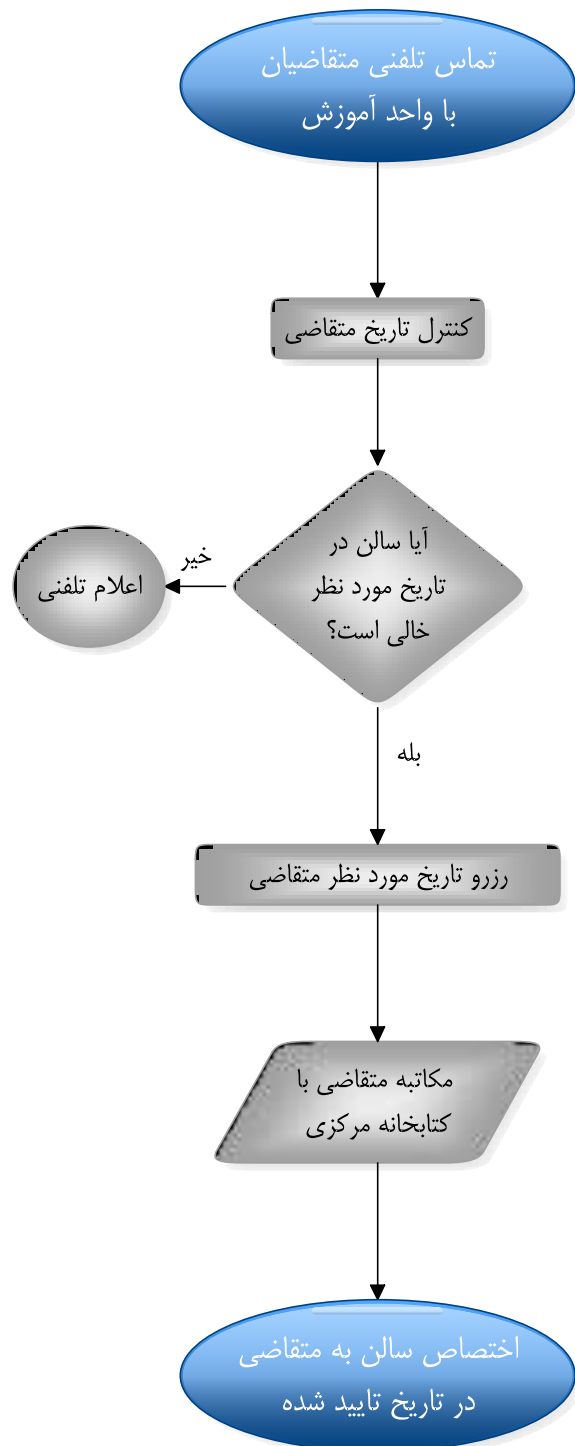 تماس تلفنی متقاضیان
با واحد آموزش
کنترل تاریخ متقاضی
آیا سالن در
تاریخ مورد نظر
خالی است؟
خیر
اعلام تلفنی
بله
رزرو تاریخ مورد نظر متقاضی
مکاتبه متقاضی با
کتابخانه مرکزی
اختصاص سالن به متقاضی
در تاریخ تایید شده